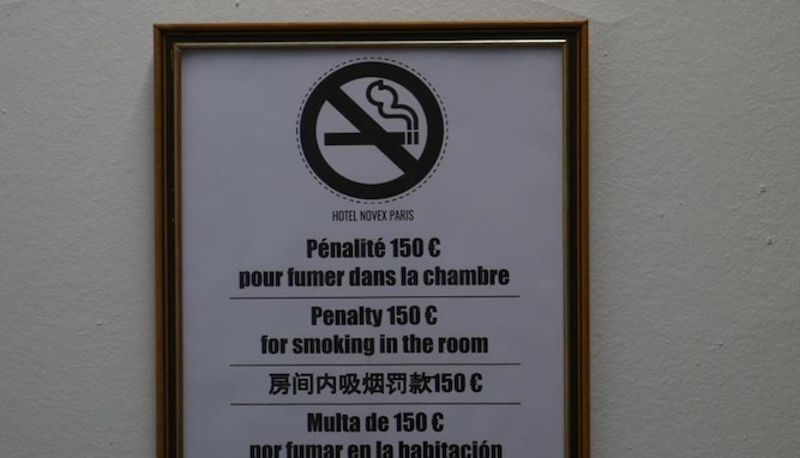 HOTEL NOVEX PARIS
Pénalité 150 €
pour fumer dans la chambre
Penalty 150 €
for smoking in the room
房间内吸烟罚款150 €
Multa de 150 €
por fumar en la habitación